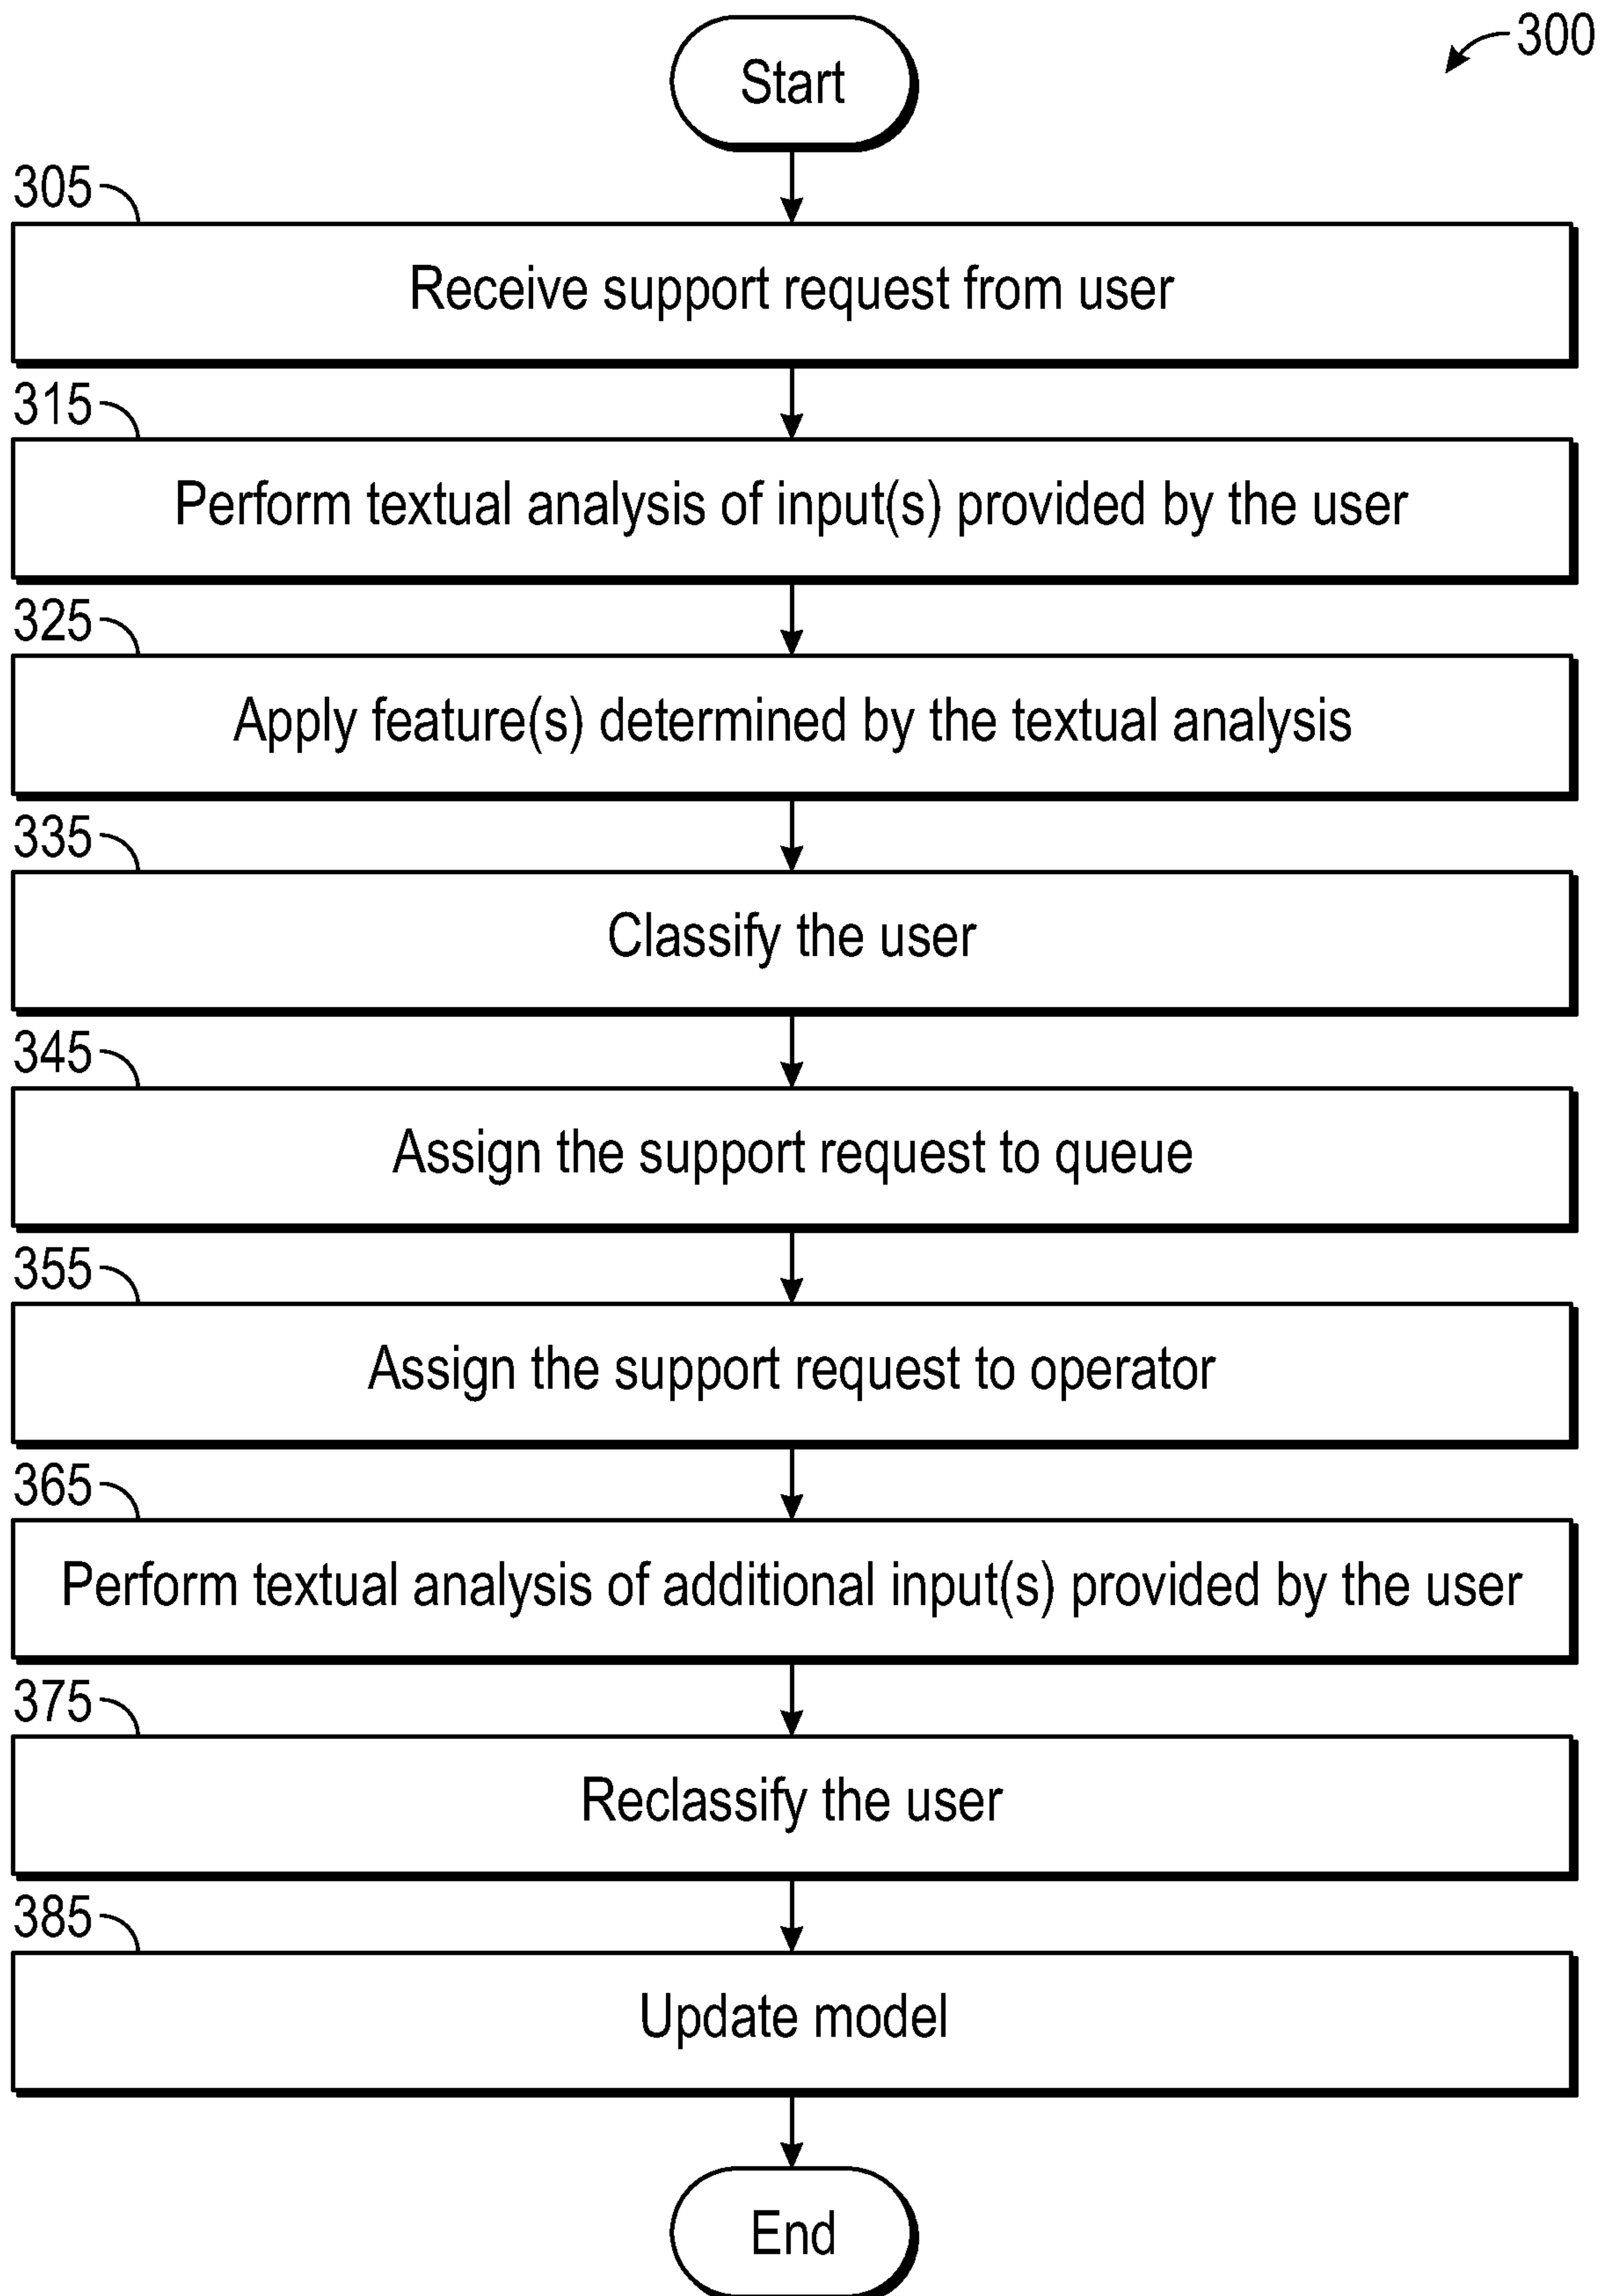 300
Start
305
Receive support request from user
315
Perform textual analysis of input(s) provided by the user
325
Apply feature(s) determined by the textual analysis
335
Classify the user
345
Assign the support request to queue
355
Assign the support request to operator
365
Perform textual analysis of additional input(s) provided by the user
375
Reclassify the user
385
Update model
End